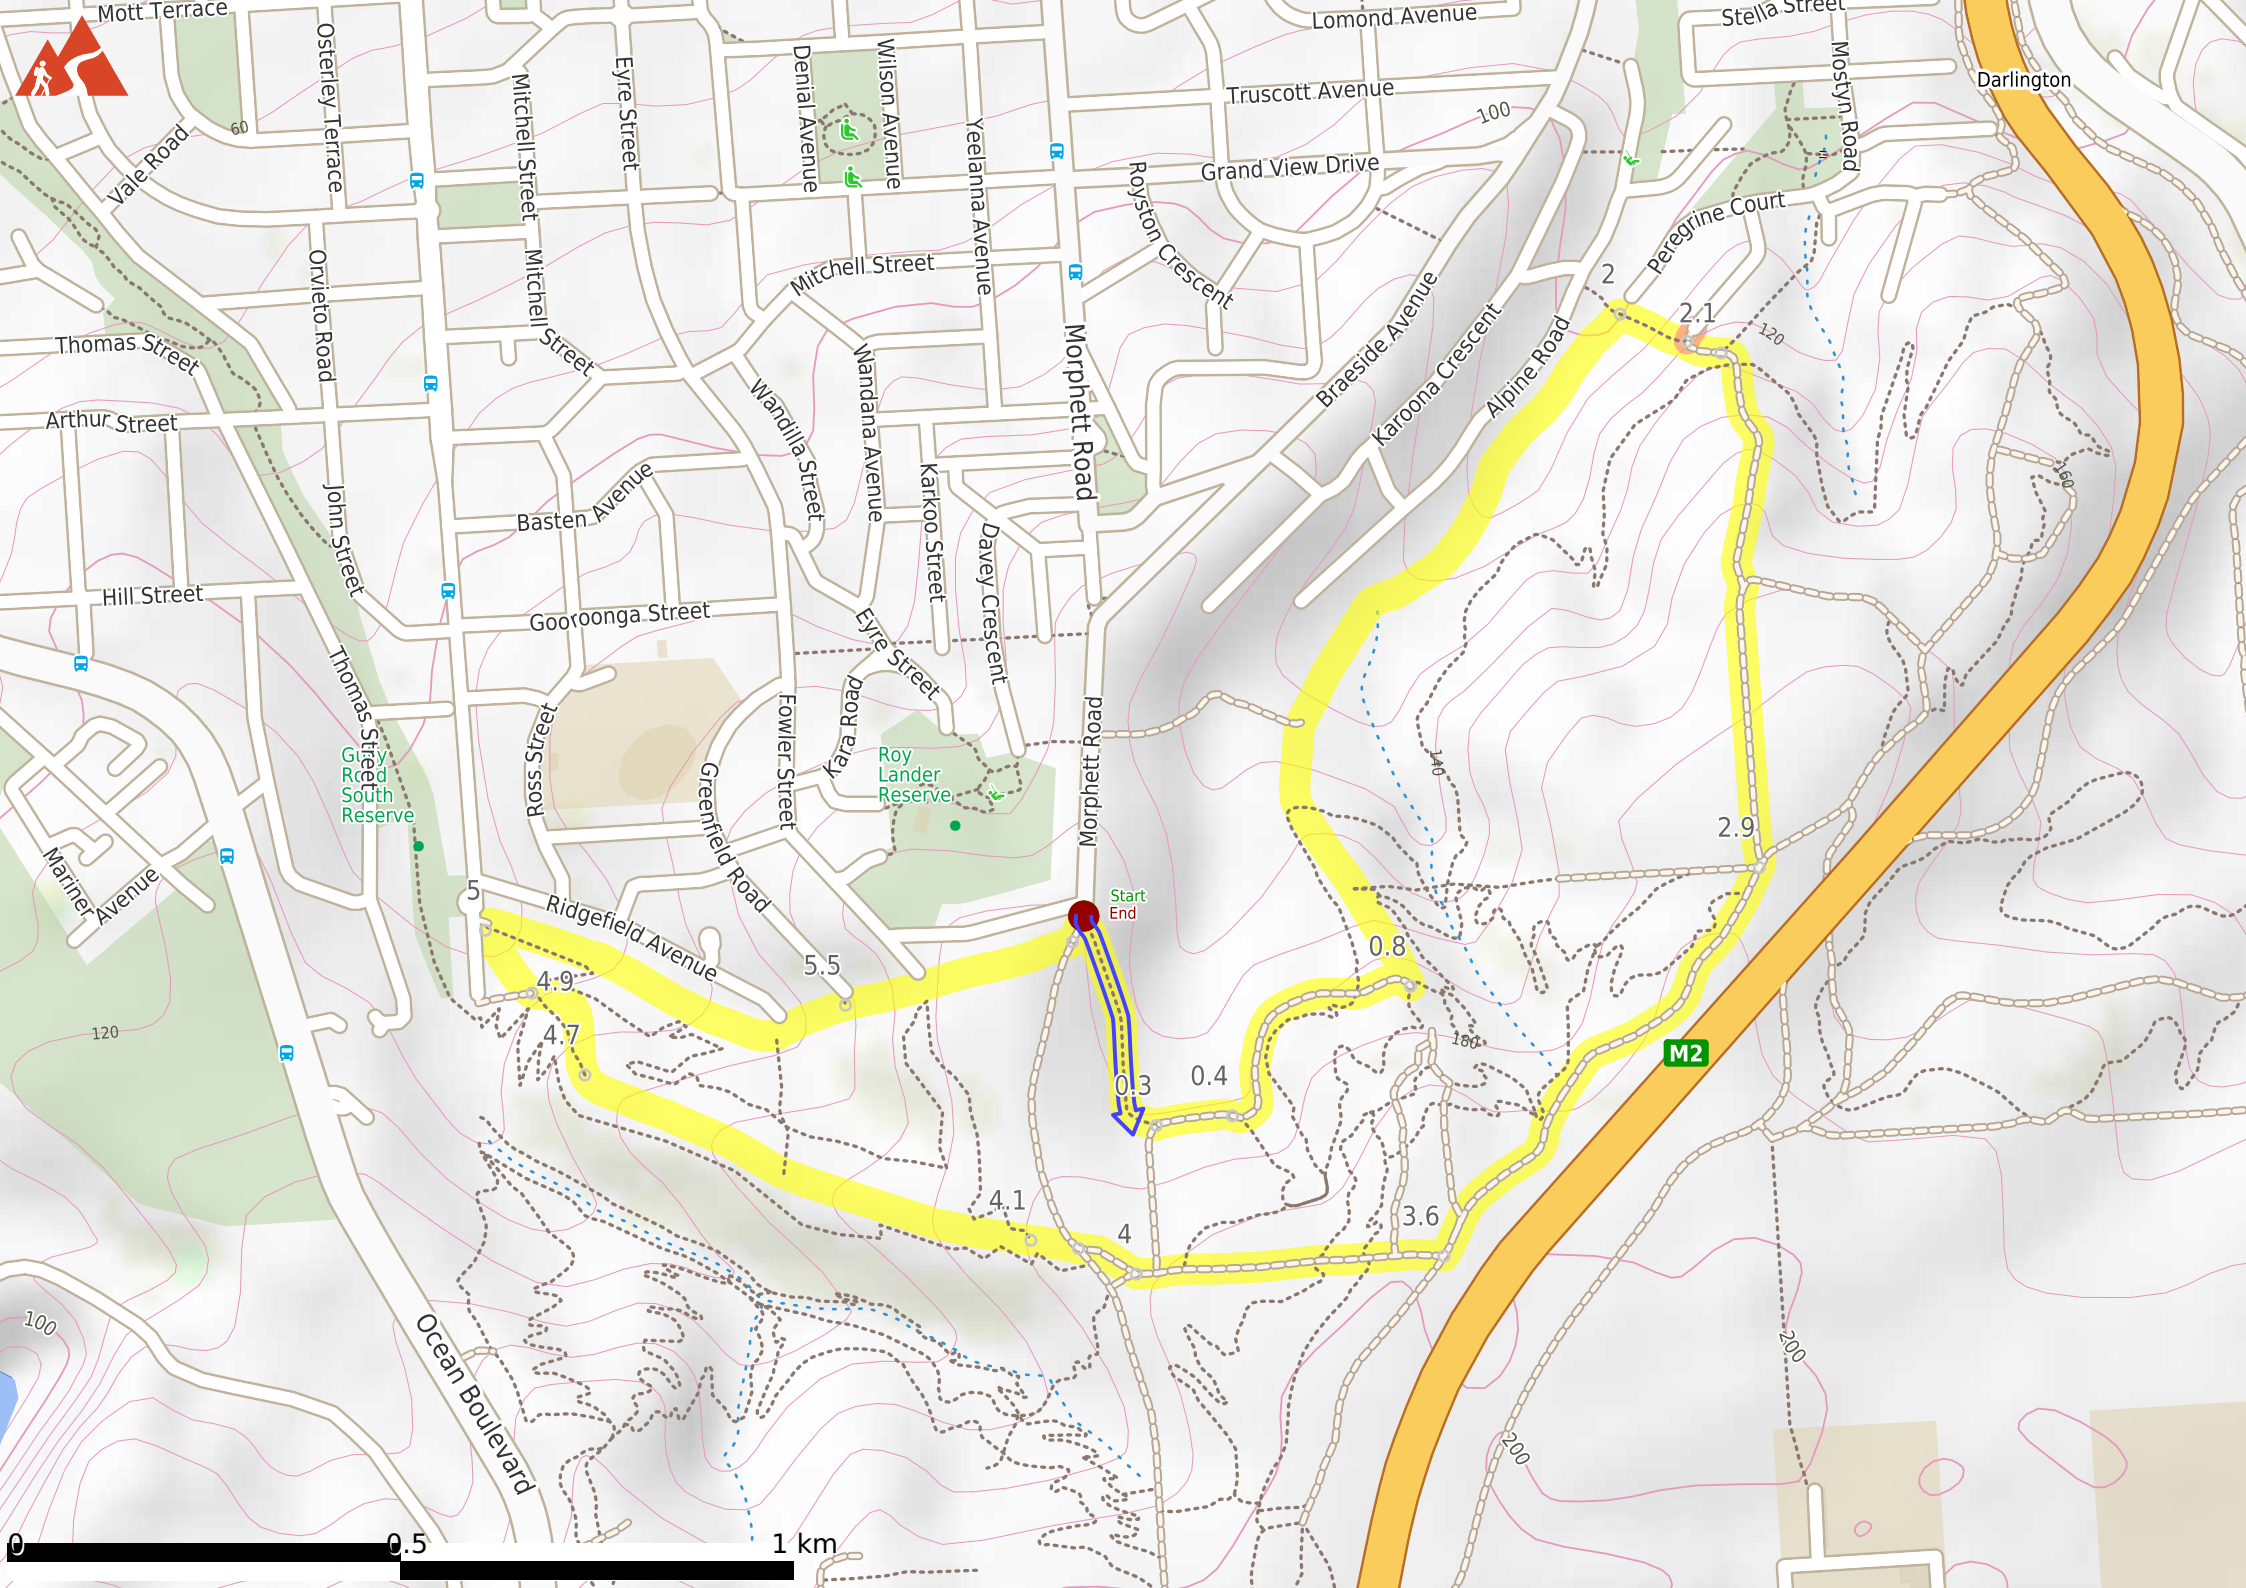 Mott Terrace
Lomond Avenue
Stella Street
Osterley Terrace
Mitchell Street
Eyre Street
Denial Avenue
Wilson Avenue
Yeelanna Avenue
Truscott Avenue
100
Mostyn Road
Darlington
Vale Road
60
Grand View Drive
Royston Crescent
Peregrine Court
Orvieto Road
Mitchell Street
Mitchell Street
Morphett Road
Braeside Avenue
Karoona Crescent
Alpine Road
2
2.1
120
Thomas Street
Arthur Street
Wandilla Street
Wandana Avenue
Karkoo Street
Davey Crescent
John Street
Basten Avenue
160
Hill Street
Gooroonga Street
Eyre Street
Thomas Street
Ross Street
Fowler Street
Kara Road
Greenfield Road
Morphett Road
140
Guey
Road
South
Reserve
Roy
Lander
Reserve
2.9
Mariner Avenue
5
Ridgefield Avenue
Start
End
0.8
5.5
4.9
4.7
120
0.3
0.4
180
M2
4.1
4
3.6
100
Ocean Boulevard
200
200
0
0.5
1 km